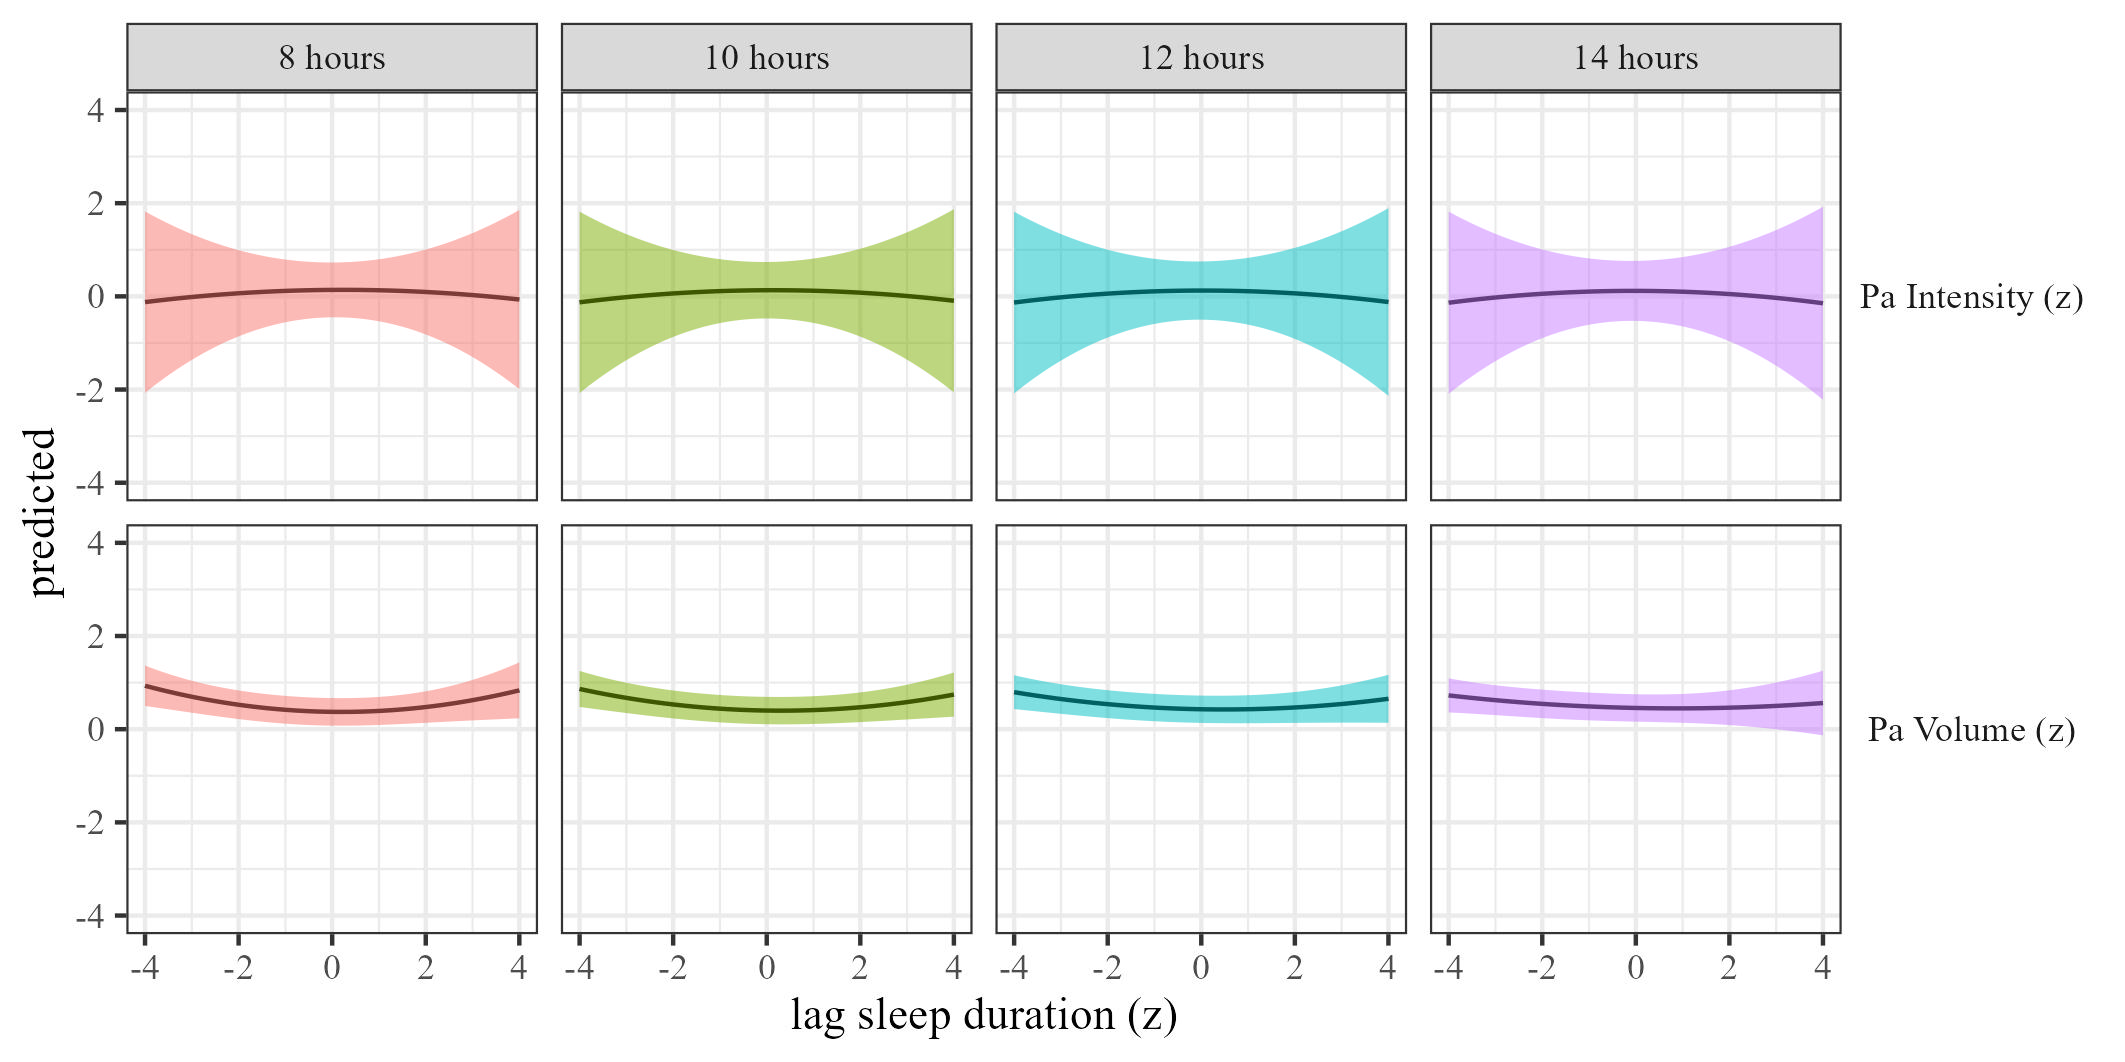 8 hours
10 hours
12 hours
14 hours
4
2
0
-2
-4
Pa Intensity (z)
predicted
4
2
0
-2
-4
Pa Volume (z)
-4 -2 0 2 4 -4 -2 0 2 4 -4 -2 0 2 4 -4 -2 0 2 4
lag sleep duration (z)